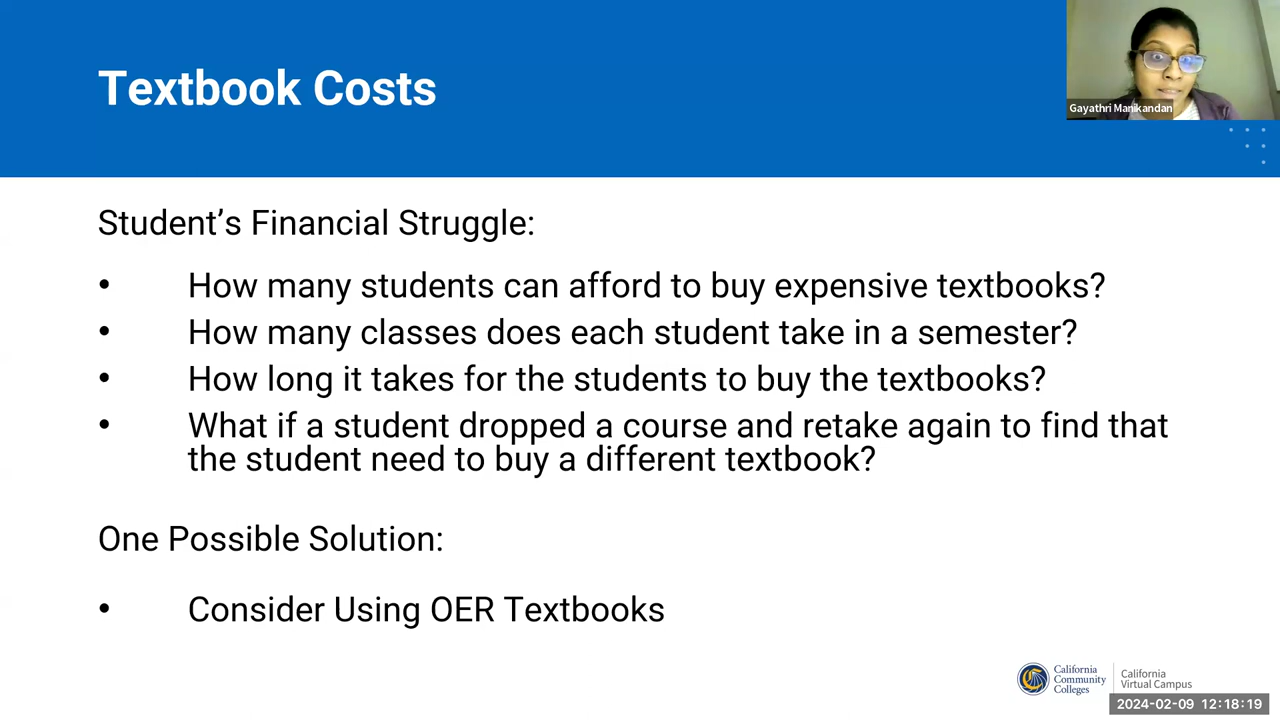 Textbook Costs
Gayathri Manikandan
Student’s Financial Struggle:
• How many students can afford to buy expensive textbooks?
• How many classes does each student take in a semester?
• How long it takes for the students to buy the textbooks?
• What if a student dropped a course and retake again to find that
the student need to buy a different textbook?
One Possible Solution:
• Consider Using OER Textbooks
California
Community
Colleges
California
Virtual Campus
2024-02-09 12:18:19